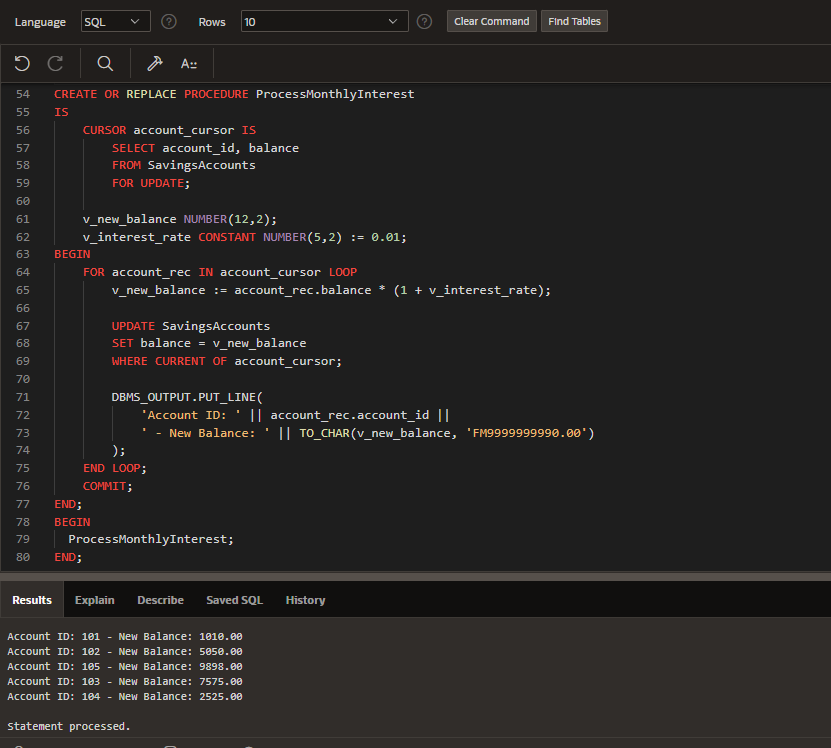 Language SQL Rows 10 Clear Command Find Tables
A::
54 CREATE OR REPLACE PROCEDURE ProcessMonthlyInterest
55 IS
56     CURSOR account_cursor IS
57         SELECT account_id, balance
58         FROM SavingsAccounts
59         FOR UPDATE;
60
61     v_new_balance NUMBER(12,2);
62     v_interest_rate CONSTANT NUMBER(5,2) := 0.01;
63 BEGIN
64     FOR account_rec IN account_cursor LOOP
65         v_new_balance := account_rec.balance * (1 + v_interest_rate);
66
67         UPDATE SavingsAccounts
68         SET balance = v_new_balance
69         WHERE CURRENT OF account_cursor;
70
71         DBMS_OUTPUT.PUT_LINE(
72             'Account ID: ' || account_rec.account_id ||
73             ' - New Balance: ' || TO_CHAR(v_new_balance, 'FM9999999990.00')
74         );
75     END LOOP;
76     COMMIT;
77 END;
78 BEGIN
79   ProcessMonthlyInterest;
80 END;
Results Explain Describe Saved SQL History
Account ID: 101 - New Balance: 1010.00
Account ID: 102 - New Balance: 5050.00
Account ID: 105 - New Balance: 9898.00
Account ID: 103 - New Balance: 7575.00
Account ID: 104 - New Balance: 2525.00
Statement processed.